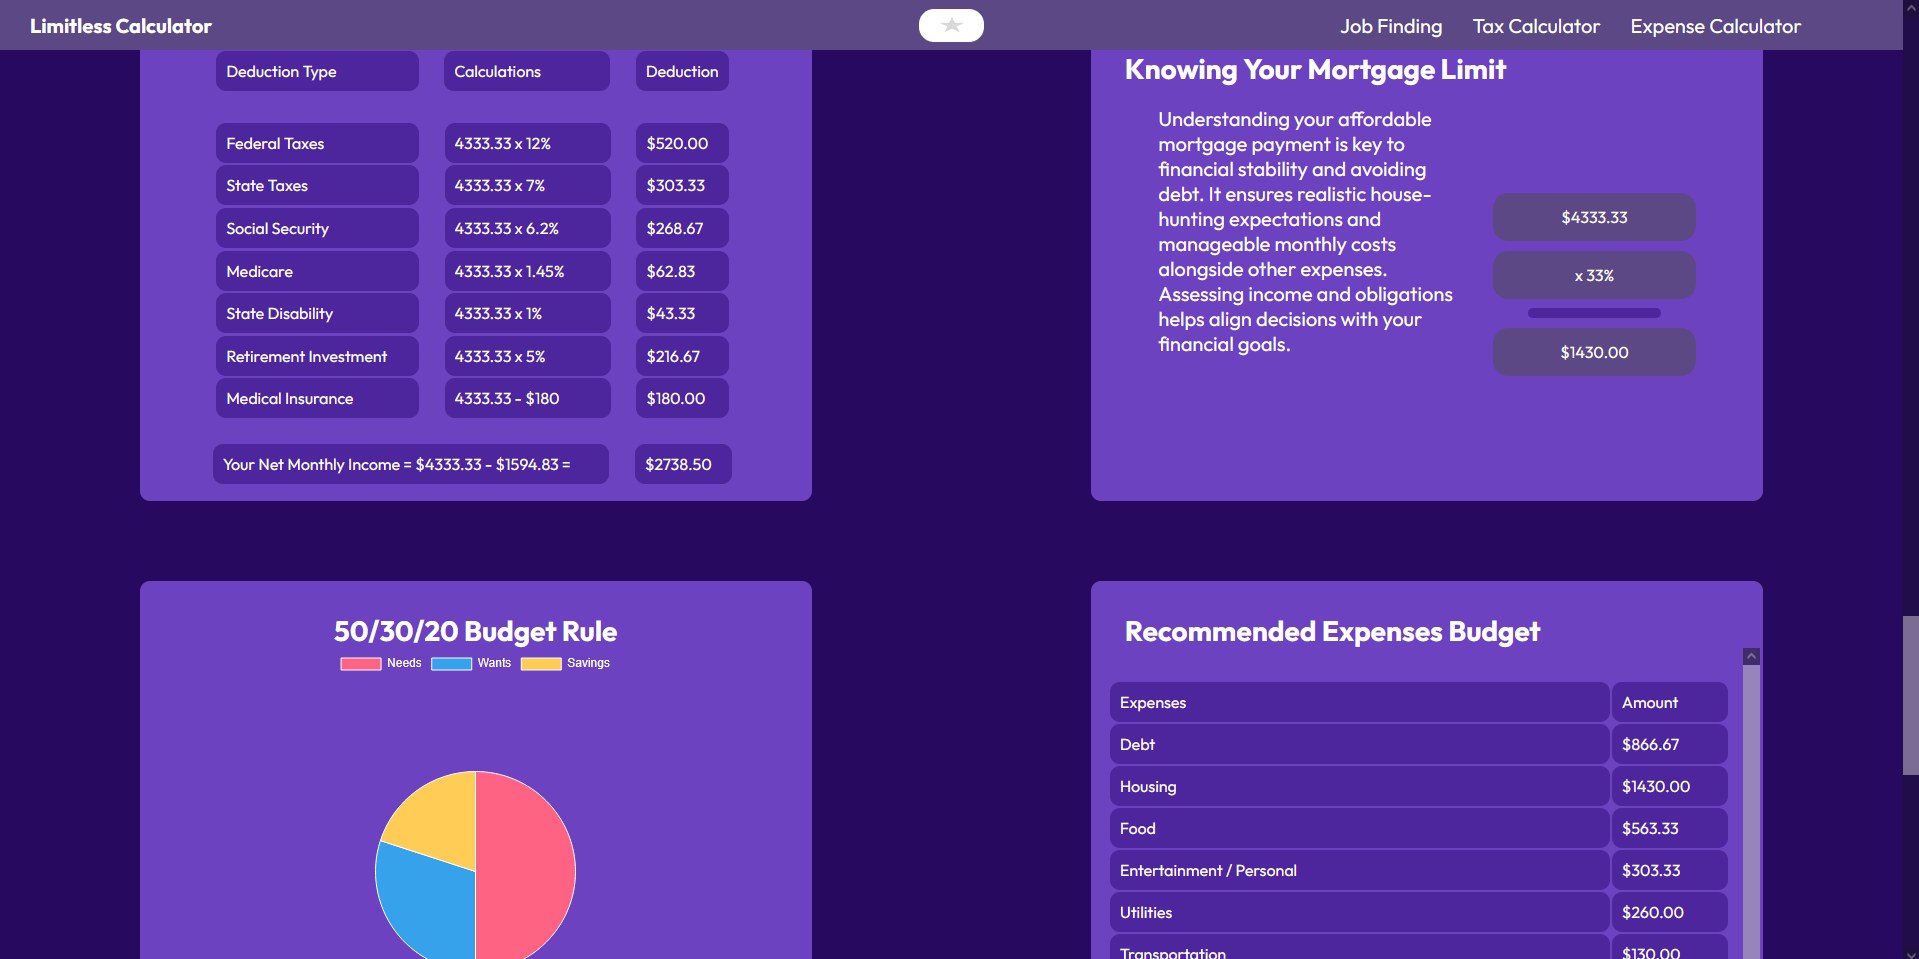 Limitless Calculator
Job Finding Tax Calculator Expense Calculator
Deduction Type Calculations Deduction
Federal Taxes 4333.33 x 12% $520.00
State Taxes 4333.33 x 7% $303.33
Social Security 4333.33 x 6.2% $268.67
Medicare 4333.33 x 1.45% $62.83
State Disability 4333.33 x 1% $43.33
Retirement Investment 4333.33 x 5% $216.67
Medical Insurance 4333.33 - $180 $180.00
Your Net Monthly Income = $4333.33 - $1594.83 = $2738.50
Knowing Your Mortgage Limit
Understanding your affordable
mortgage payment is key to
financial stability and avoiding
debt. It ensures realistic house-
hunting expectations and
manageable monthly costs
alongside other expenses.
Assessing income and obligations
helps align decisions with your
financial goals.
$4333.33
x 33%
$1430.00
50/30/20 Budget Rule
Needs Wants Savings
Recommended Expenses Budget
Expenses Amount
Debt $866.67
Housing $1430.00
Food $563.33
Entertainment / Personal $303.33
Utilities $260.00
Transportation $130.00